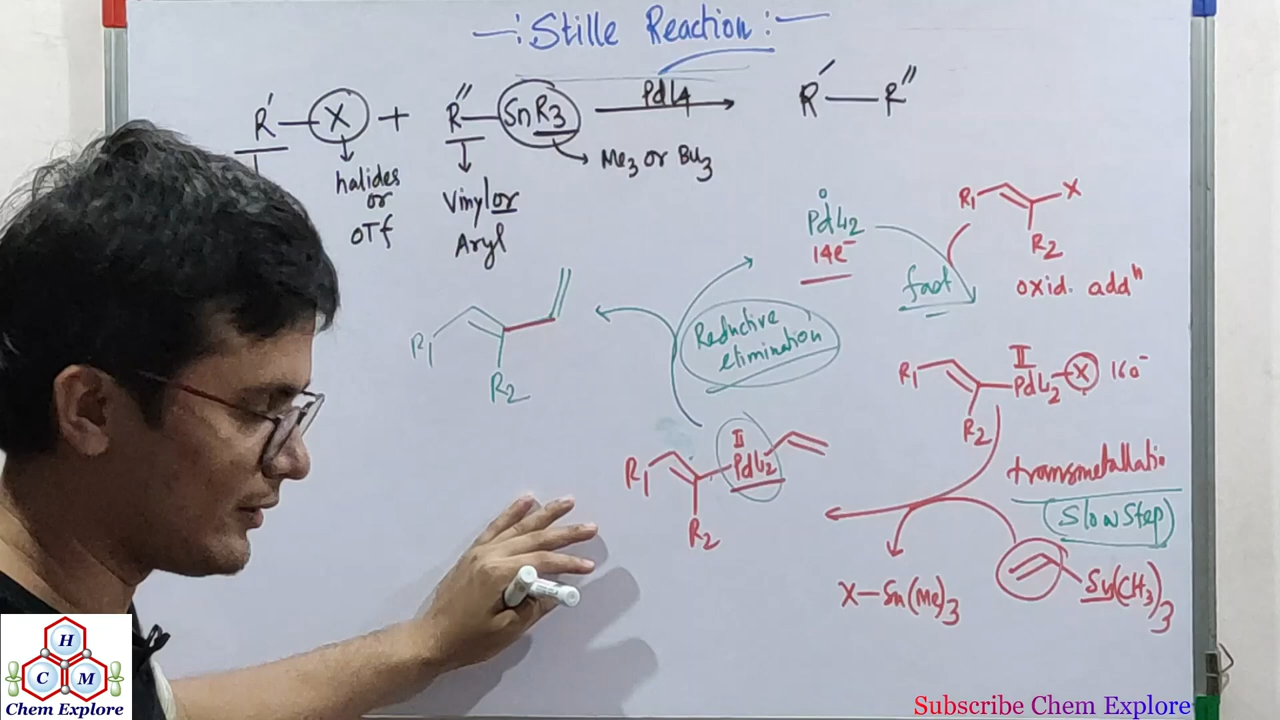 —: Stille Reaction :—
R' — X + R" — SnR3 PdL4 R' — R"
halides
or
OTf
Vinyl or
Aryl
Me3 or Bu3
PdL2
0
14e⁻
R1
X
R2
fast
oxid. addⁿ
Reductive
elimination
R1
R2
R1
II
PdL2 — X
16e⁻
R2
transmetallatio
Slow Step
R1
II
PdL2
R2
X—Sn(Me)3
Sn(CH3)3
H
C M
Chem Explore
Subscribe Chem Explore